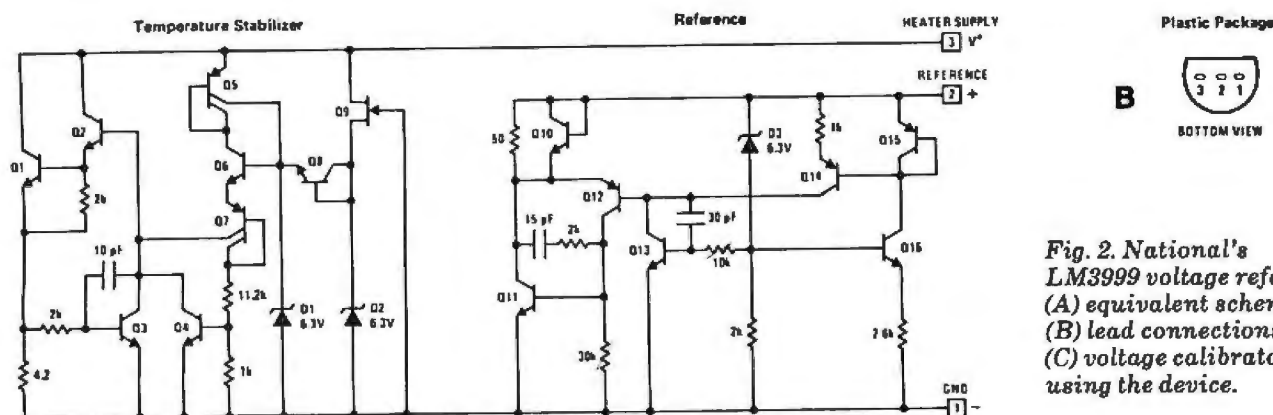 Temperature Stabilizer
Reference
HEATER SUPPLY
3 V+
REFERENCE
2 +
Q5
Q9
Q2
Q1
2k
Q6
Q8
Q7
10 pF
11.2k
D1
6.3V
D2
6.3V
2k
Q3
Q4
4.2
1k
50
Q10
D3
6.3V
1k
Q15
Q14
Q12
15 pF
2k
30 pF
Q13
10k
Q16
Q11
30k
2k
2.6k
GND
1 -
Plastic Package
B
3 2 1
BOTTOM VIEW
Fig. 2. National's
LM3999 voltage refe
(A) equivalent schem
(B) lead connection
(C) voltage calibrato
using the device.